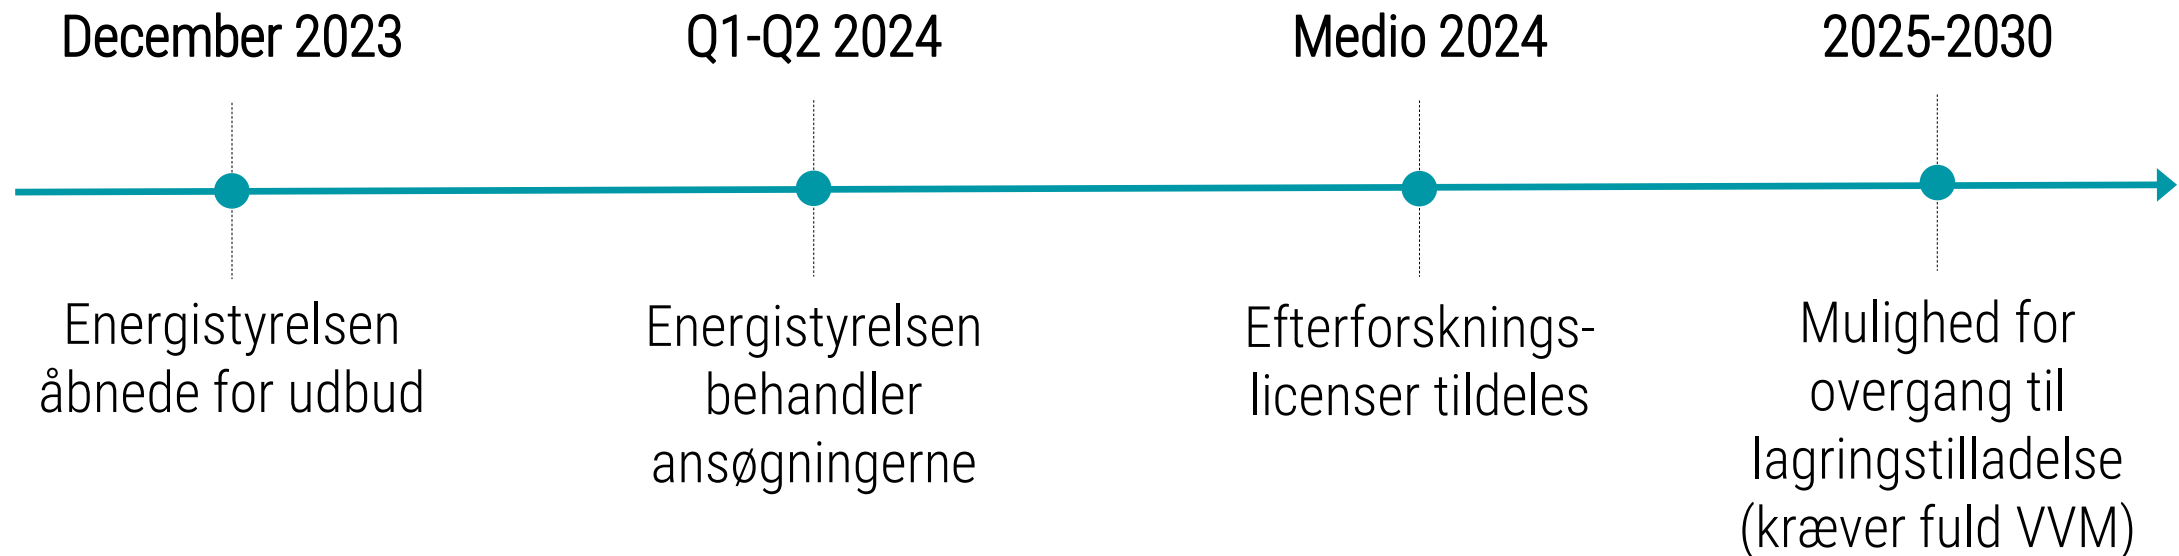 December 2023
Energistyrelsen
åbnede for udbud
Q1-Q2 2024
Energistyrelsen
behandler
ansøgningerne
Medio 2024
Efterforsknings-
licenser tildeles
2025-2030
Mulighed for
overgang til
lagringstilladelse
(kræver fuld VVM)